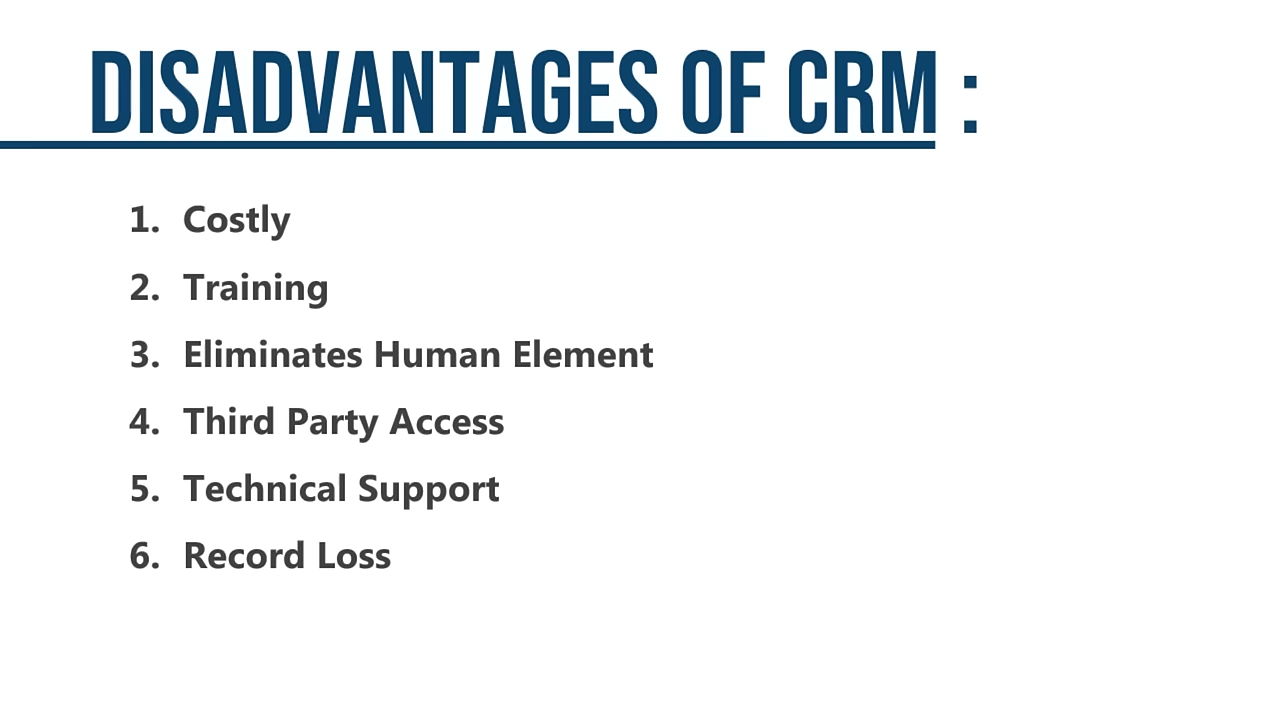 DISADVANTAGES OF CRM :
1. Costly
2. Training
3. Eliminates Human Element
4. Third Party Access
5. Technical Support
6. Record Loss